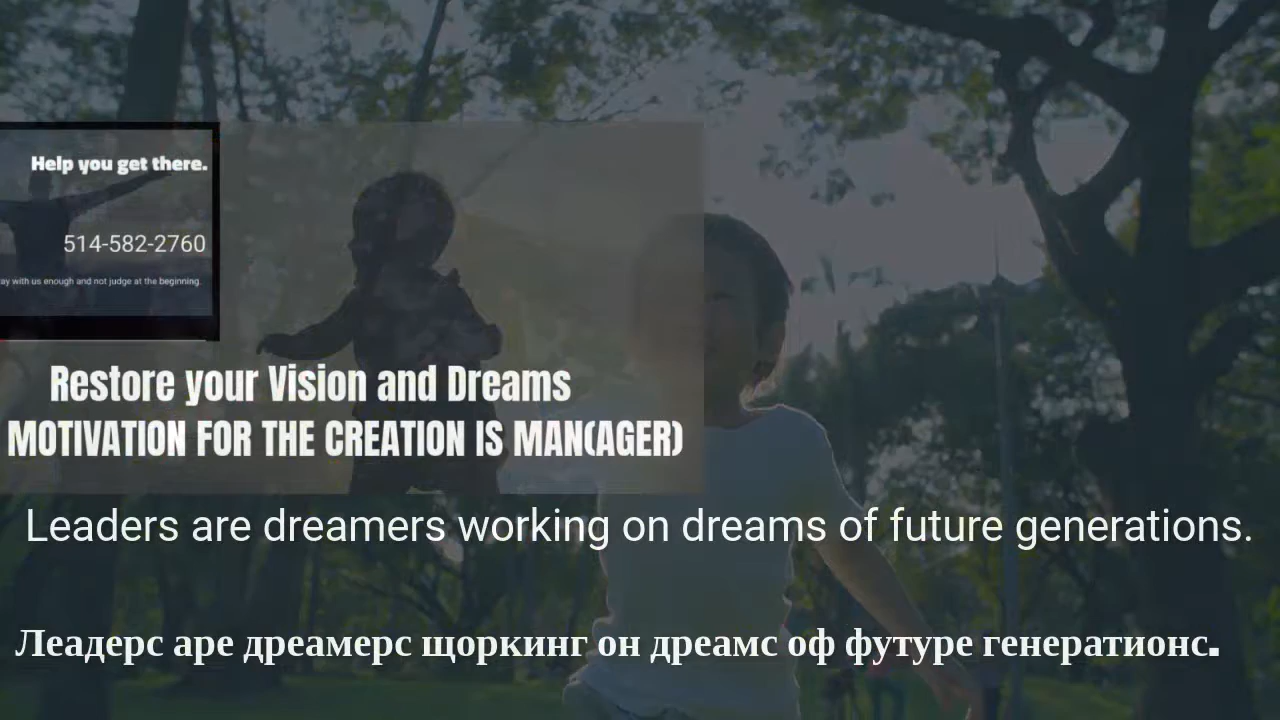 Help you get there.
514-582-2760
with us enough and not judge at the beginning.
Restore your Vision and Dreams
MOTIVATION FOR THE CREATION IS MAN(AGER)
Leaders are dreamers working on dreams of future generations.
Леадерс аре дреамерс щоркинг он дреамс оф футуре генератионс.